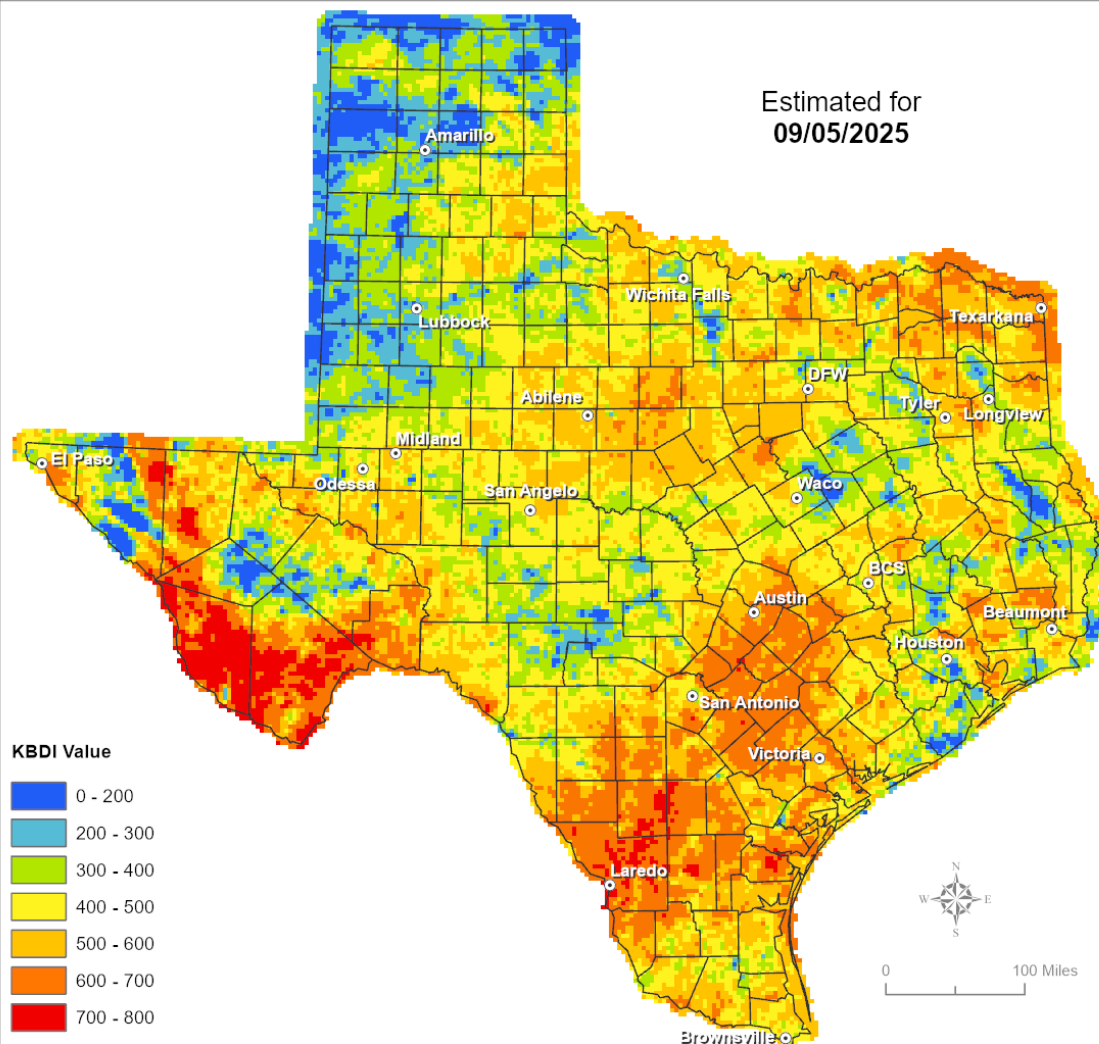 Estimated for
09/05/2025
Amarillo
Wichita Falls
Lubbock
Texarkana
DFW
Abilene
Tyler
Longview
Midland
El Paso
Odessa
Waco
San Angelo
BCS
Austin
Beaumont
Houston
San Antonio
Victoria
Laredo
Brownsville
KBDI Value
0 - 200
200 - 300
300 - 400
400 - 500
500 - 600
600 - 700
700 - 800
N
W E
S
0 100 Miles